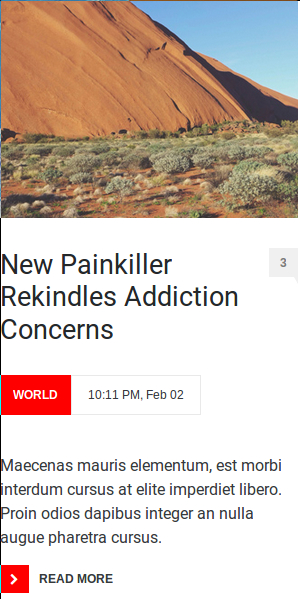 New Painkiller
Rekindles Addiction
Concerns
3
WORLD
10:11 PM, Feb 02
Maecenas mauris elementum, est morbi
interdum cursus at elite imperdiet libero.
Proin odios dapibus integer an nulla
augue pharetra cursus.
READ MORE